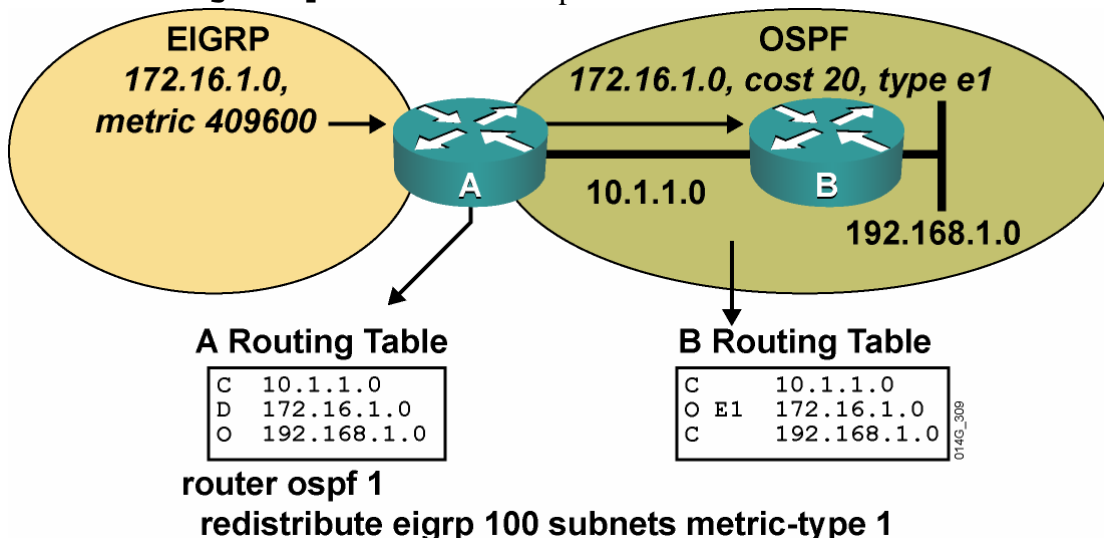 EIGRP
172.16.1.0,
metric 409600
OSPF
172.16.1.0, cost 20, type e1
A
B
10.1.1.0
192.168.1.0
A Routing Table
C 10.1.1.0
D 172.16.1.0
O 192.168.1.0
B Routing Table
C 10.1.1.0
O E1 172.16.1.0
C 192.168.1.0
014G_309
router ospf 1
redistribute eigrp 100 subnets metric-type 1